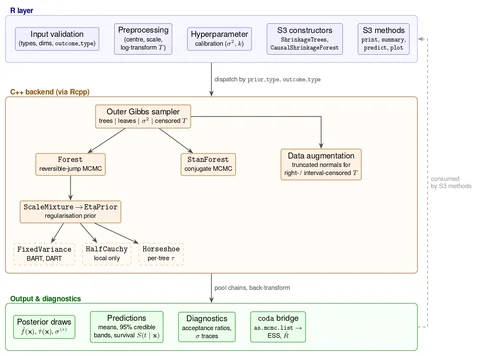 R layer
Input validation
(types, dims, outcome_type)
Preprocessing
(centre, scale,
log-transform T)
Hyperparameter
calibration (σ², k)
S3 constructors
ShrinkageTrees,
CausalShrinkageForest
S3 methods
print, summary,
predict, plot
dispatch by prior_type, outcome_type
C++ backend (via Rcpp)
Outer Gibbs sampler
trees | leaves | σ² | censored T
Forest
reversible-jump MCMC
StanForest
conjugate MCMC
Data augmentation
truncated normals for
right- / interval-censored T
consumed
by S3 methods
ScaleMixture→EtaPrior
regularisation prior
FixedVariance
BART, DART
HalfCauchy
local only
Horseshoe
per-tree τ
pool chains, back-transform
Output & diagnostics
Posterior draws
f̂(x), τ̂(x), σ⁽ˢ⁾
Predictions
means, 95% credible
bands, survival S(t | x)
Diagnostics
acceptance ratios,
σ traces
coda bridge
as.mcmc.list →
ESS, R̂